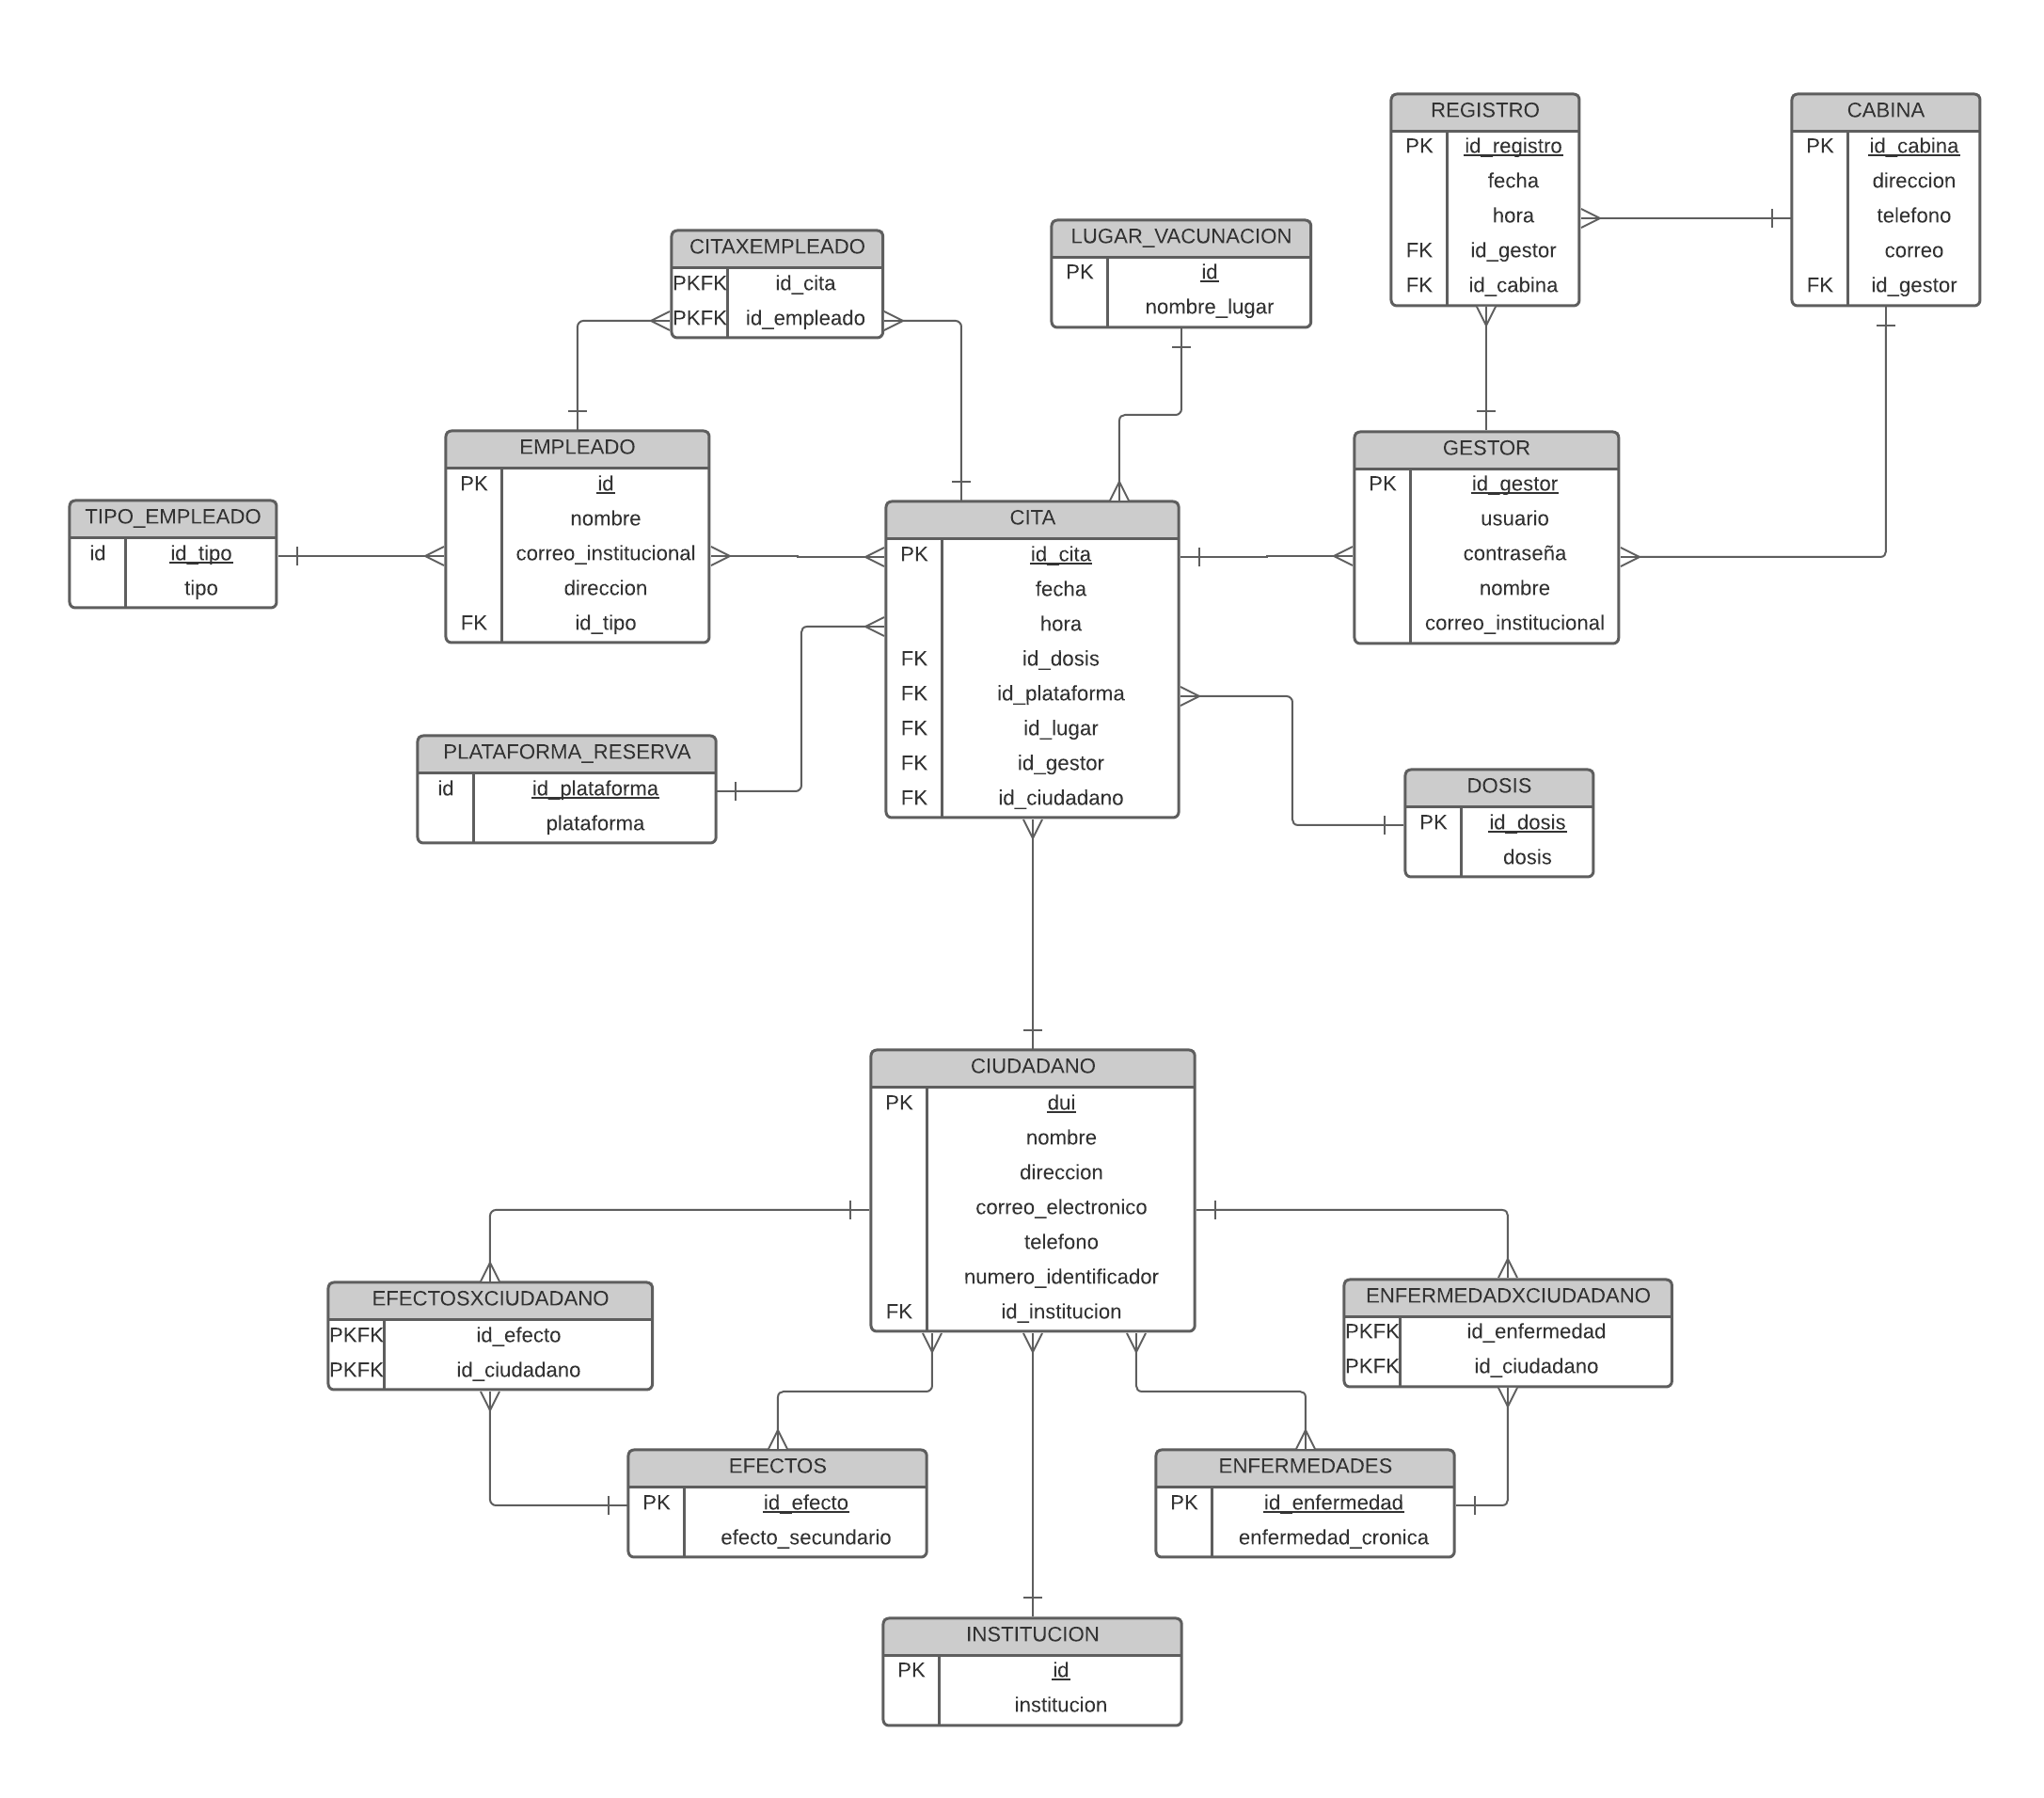 REGISTRO
PK id_registro
fecha
hora
FK id_gestor
FK id_cabina
CABINA
PK id_cabina
direccion
telefono
correo
FK id_gestor
CITAXEMPLEADO
PKFK id_cita
PKFK id_empleado
LUGAR_VACUNACION
PK id
nombre_lugar
EMPLEADO
PK id
nombre
correo_institucional
direccion
FK id_tipo
GESTOR
PK id_gestor
usuario
contraseña
nombre
correo_institucional
TIPO_EMPLEADO
id id_tipo
tipo
CITA
PK id_cita
fecha
hora
FK id_dosis
FK id_plataforma
FK id_lugar
FK id_gestor
FK id_ciudadano
PLATAFORMA_RESERVA
id id_plataforma
plataforma
DOSIS
PK id_dosis
dosis
CIUDADANO
PK dui
nombre
direccion
correo_electronico
telefono
numero_identificador
FK id_institucion
EFECTOSXCIUDADANO
PKFK id_efecto
PKFK id_ciudadano
ENFERMEDADXCIUDADANO
PKFK id_enfermedad
PKFK id_ciudadano
EFECTOS
PK id_efecto
efecto_secundario
ENFERMEDADES
PK id_enfermedad
enfermedad_cronica
INSTITUCION
PK id
institucion